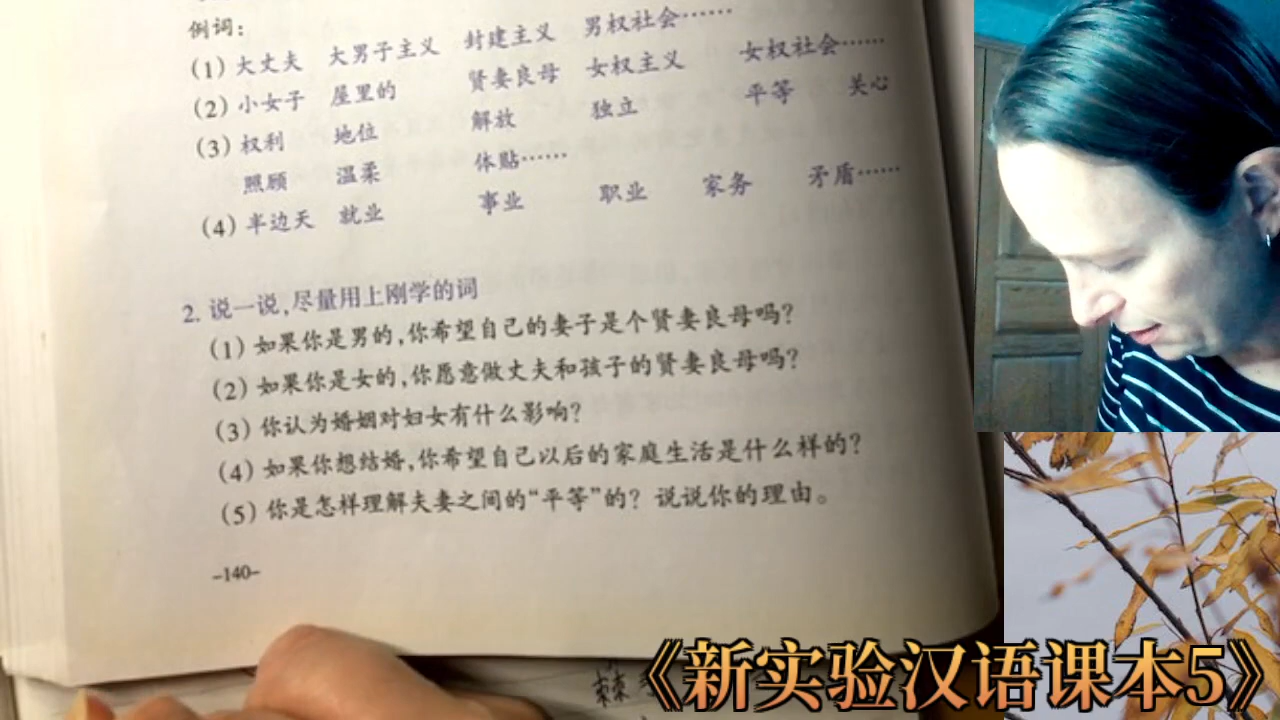 例词：
(1) 大丈夫 大男子主义 封建主义 男权社会……
(2) 小女子 屋里的 贤妻良母 女权主义 女权社会……
(3) 权利 地位 解放 独立 平等 关心
照顾 温柔 体贴……
(4) 半边天 就业 事业 职业 家务 矛盾……
2. 说一说，尽量用上刚学的词
(1) 如果你是男的，你希望自己的妻子是个贤妻良母吗？
(2) 如果你是女的，你愿意做丈夫和孩子的贤妻良母吗？
(3) 你认为婚姻对妇女有什么影响？
(4) 如果你想结婚，你希望自己以后的家庭生活是什么样的？
(5) 你是怎样理解夫妻之间的“平等”的？说说你的理由。
-140-
《新实验汉语课本5》